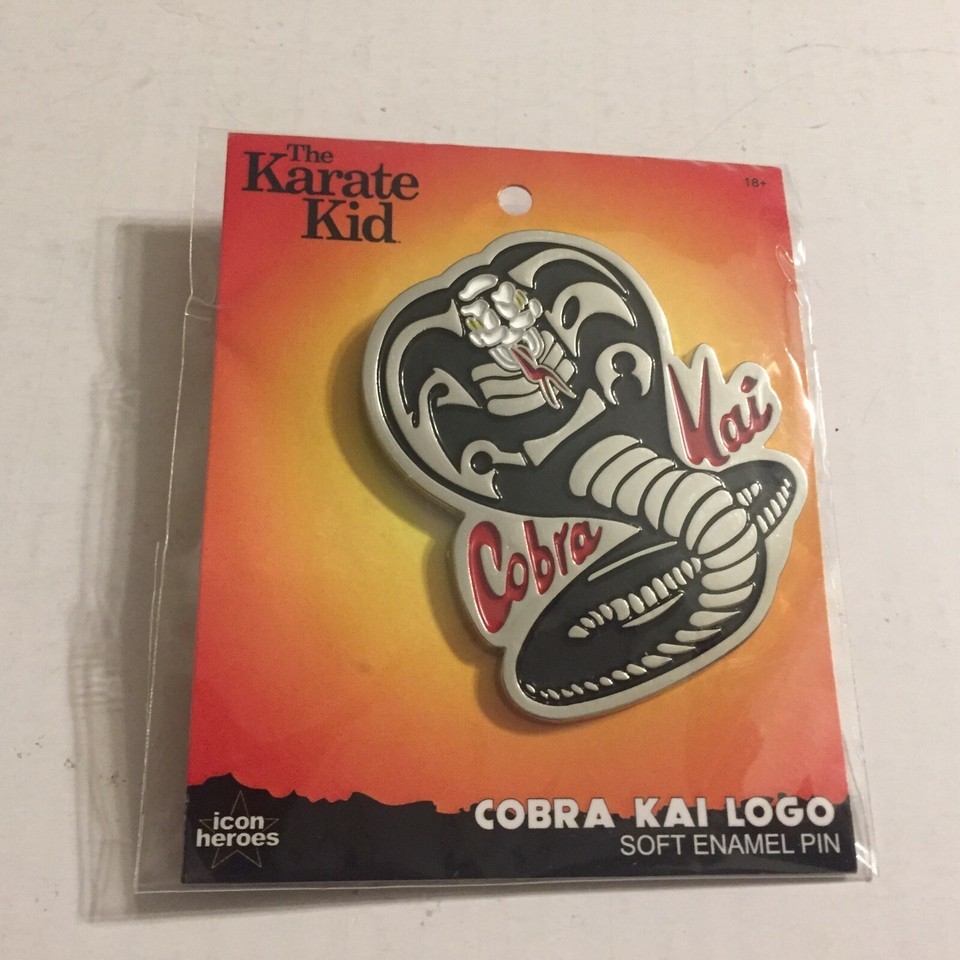 The
Karate
Kid
18+
Kai
Cobra
icon
heroes
COBRA KAI LOGO
SOFT ENAMEL PIN